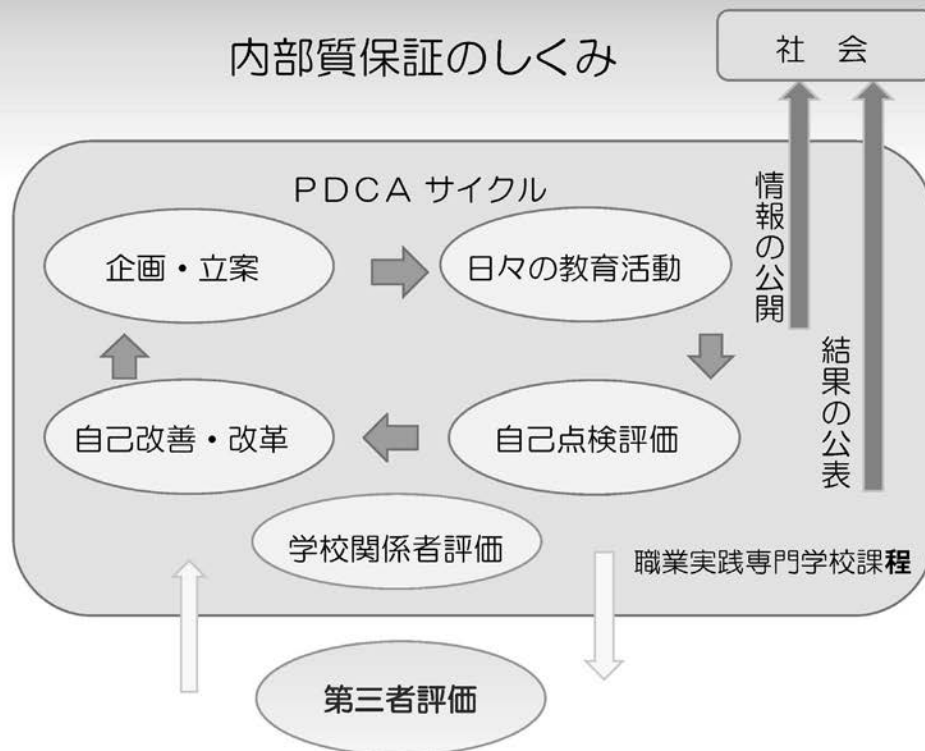 内部質保証のしくみ
社 会
PDCA サイクル
企画・立案
日々の教育活動
情報の公開
自己改善・改革
自己点検評価
結果の公表
学校関係者評価
職業実践専門学校課程
第三者評価